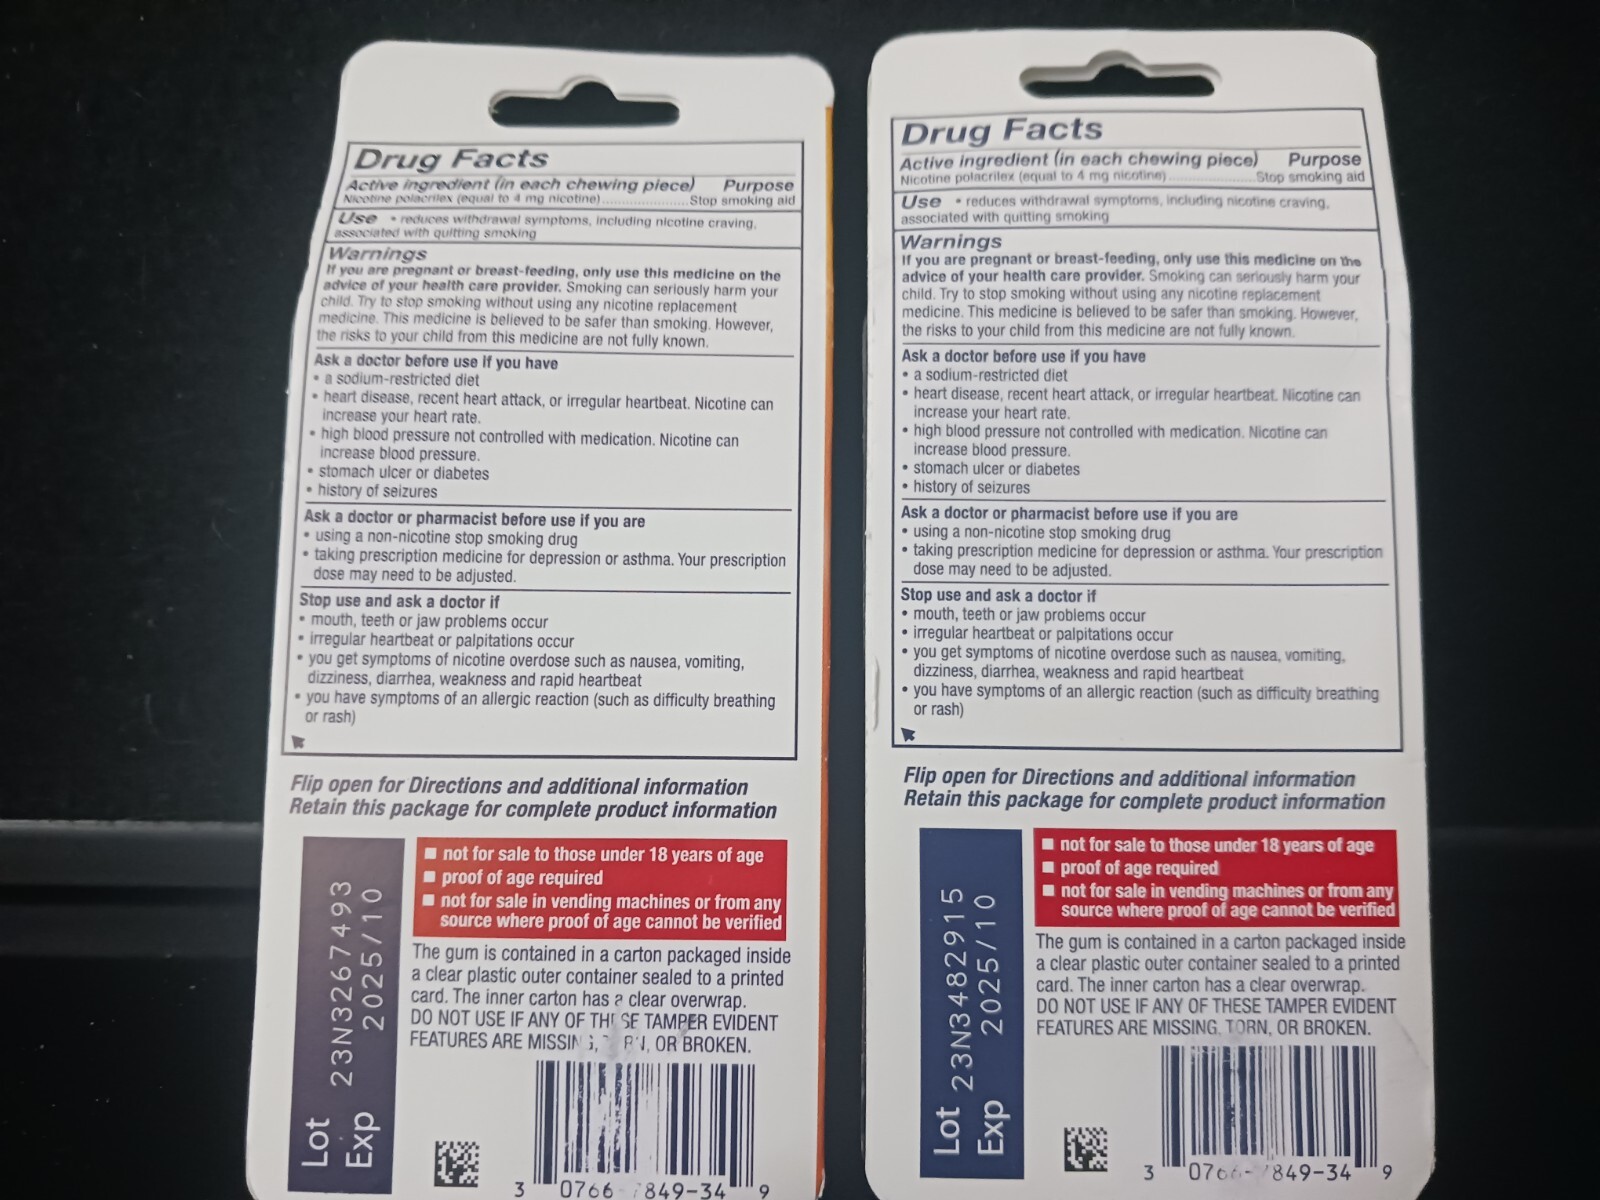 Drug Facts
Active ingredient (in each chewing piece) Purpose
Nicotine polacrilex (equal to 4 mg nicotine)......................Stop smoking aid
Use • reduces withdrawal symptoms, including nicotine craving,
associated with quitting smoking
Warnings
If you are pregnant or breast-feeding, only use this medicine on the
advice of your health care provider. Smoking can seriously harm your
child. Try to stop smoking without using any nicotine replacement
medicine. This medicine is believed to be safer than smoking. However,
the risks to your child from this medicine are not fully known.
Ask a doctor before use if you have
• a sodium-restricted diet
• heart disease, recent heart attack, or irregular heartbeat. Nicotine can
increase your heart rate.
• high blood pressure not controlled with medication. Nicotine can
increase blood pressure.
• stomach ulcer or diabetes
• history of seizures
Ask a doctor or pharmacist before use if you are
• using a non-nicotine stop smoking drug
• taking prescription medicine for depression or asthma. Your prescription
dose may need to be adjusted.
Stop use and ask a doctor if
• mouth, teeth or jaw problems occur
• irregular heartbeat or palpitations occur
• you get symptoms of nicotine overdose such as nausea, vomiting,
dizziness, diarrhea, weakness and rapid heartbeat
• you have symptoms of an allergic reaction (such as difficulty breathing
or rash)
Flip open for Directions and additional information
Retain this package for complete product information
Lot 23N3267493
Exp 2025/10
■ not for sale to those under 18 years of age
■ proof of age required
■ not for sale in vending machines or from any
source where proof of age cannot be verified
The gum is contained in a carton packaged inside
a clear plastic outer container sealed to a printed
card. The inner carton has a clear overwrap.
DO NOT USE IF ANY OF THESE TAMPER EVIDENT
FEATURES ARE MISSING, OR BROKEN.
3 0766 849-34 9
Drug Facts
Active ingredient (in each chewing piece) Purpose
Nicotine polacrilex (equal to 4 mg nicotine)......................Stop smoking aid
Use • reduces withdrawal symptoms, including nicotine craving,
associated with quitting smoking
Warnings
If you are pregnant or breast-feeding, only use this medicine on the
advice of your health care provider. Smoking can seriously harm your
child. Try to stop smoking without using any nicotine replacement
medicine. This medicine is believed to be safer than smoking. However,
the risks to your child from this medicine are not fully known.
Ask a doctor before use if you have
• a sodium-restricted diet
• heart disease, recent heart attack, or irregular heartbeat. Nicotine can
increase your heart rate.
• high blood pressure not controlled with medication. Nicotine can
increase blood pressure.
• stomach ulcer or diabetes
• history of seizures
Ask a doctor or pharmacist before use if you are
• using a non-nicotine stop smoking drug
• taking prescription medicine for depression or asthma. Your prescription
dose may need to be adjusted.
Stop use and ask a doctor if
• mouth, teeth or jaw problems occur
• irregular heartbeat or palpitations occur
• you get symptoms of nicotine overdose such as nausea, vomiting,
dizziness, diarrhea, weakness and rapid heartbeat
• you have symptoms of an allergic reaction (such as difficulty breathing
or rash)
Flip open for Directions and additional information
Retain this package for complete product information
Lot 23N3482915
Exp 2025/10
■ not for sale to those under 18 years of age
■ proof of age required
■ not for sale in vending machines or from any
source where proof of age cannot be verified
The gum is contained in a carton packaged inside
a clear plastic outer container sealed to a printed
card. The inner carton has a clear overwrap.
DO NOT USE IF ANY OF THESE TAMPER EVIDENT
FEATURES ARE MISSING, TORN, OR BROKEN.
3 849-34 9